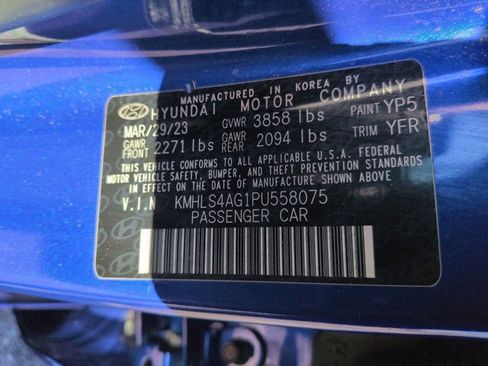 MANUFACTURED IN KOREA BY
HYUNDAI MOTOR COMPANY
MAR/29/23 GVWR 3858 lbs PAINT YP5
GAWR FRONT 2271 lbs GAWR REAR 2094 lbs TRIM YFR
THIS VEHICLE CONFORMS TO ALL APPLICABLE U.S.A. FEDERAL
MOTOR VEHICLE SAFETY, BUMPER, AND THEFT PREVENTION STANDARDS
IN EFFECT ON THE DATE OF MANUFACTURE SHOWN ABOVE.
V.I.N KMHLS4AG1PU558075
PASSENGER CAR